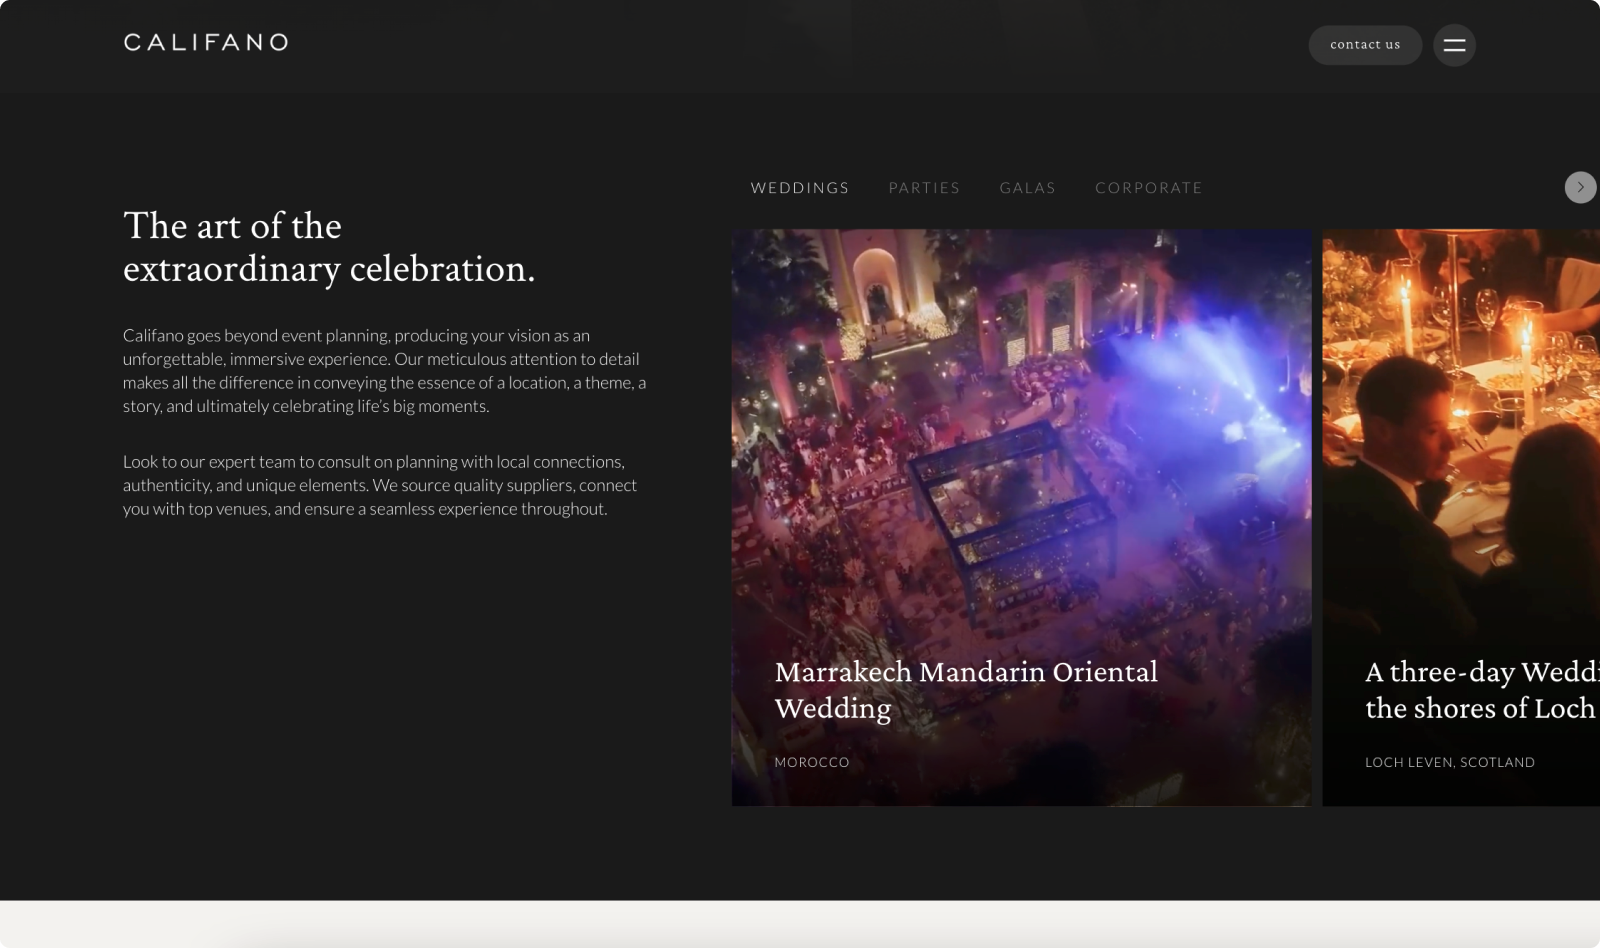 CALIFANO
contact us
The art of the
extraordinary celebration.
Califano goes beyond event planning, producing your vision as an
unforgettable, immersive experience. Our meticulous attention to detail
makes all the difference in conveying the essence of a location, a theme, a
story, and ultimately celebrating life’s big moments.
Look to our expert team to consult on planning with local connections,
authenticity, and unique elements. We source quality suppliers, connect
you with top venues, and ensure a seamless experience throughout.
WEDDINGS PARTIES GALAS CORPORATE
Marrakech Mandarin Oriental
Wedding
MOROCCO
A three-day Weddi
the shores of Loch
LOCH LEVEN, SCOTLAND